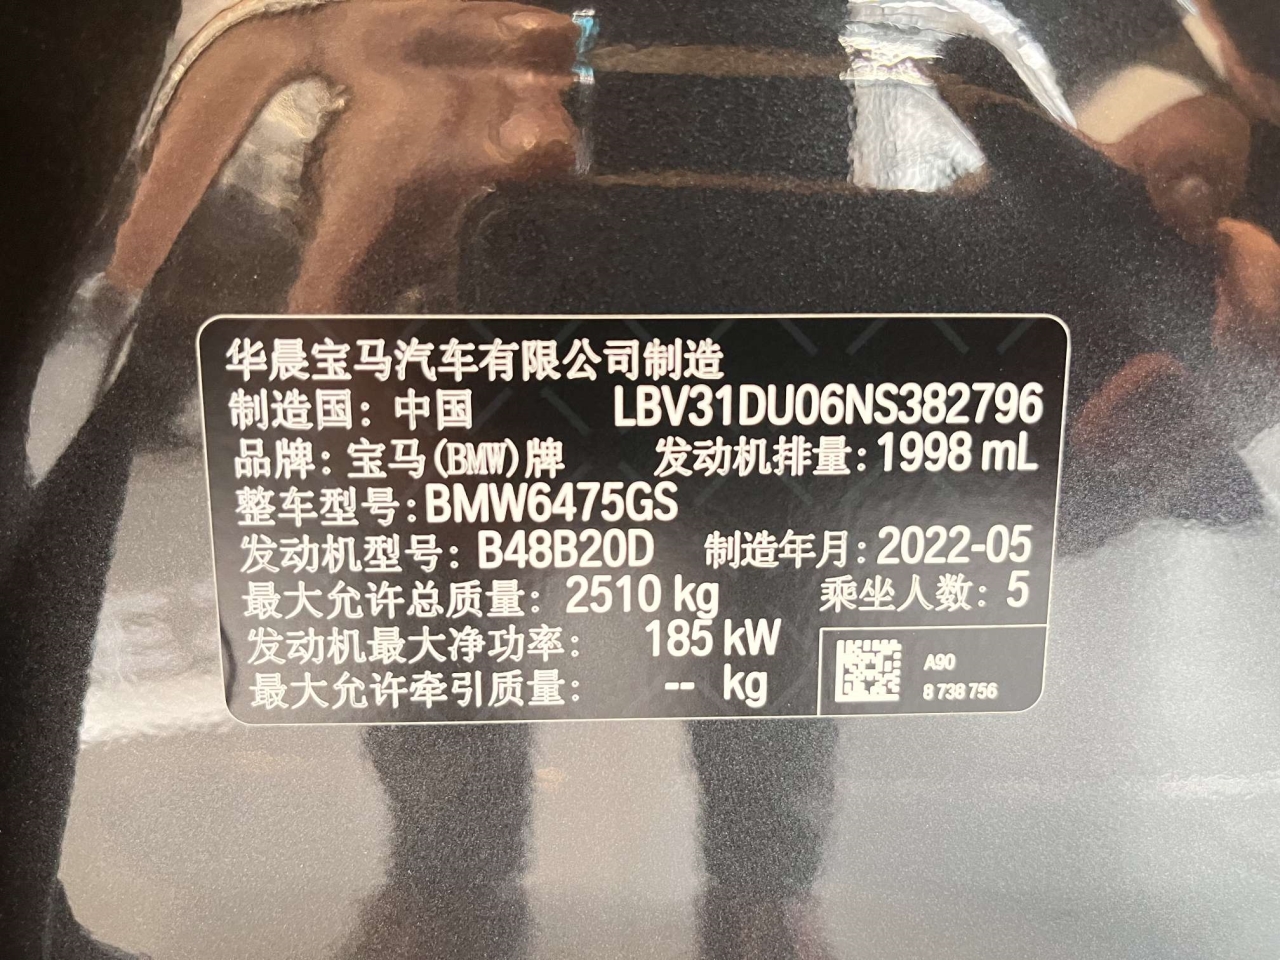 华晨宝马汽车有限公司制造
制造国：中国 LBV31DU06NS382796
品牌：宝马(BMW)牌 发动机排量：1998 mL
整车型号：BMW6475GS
发动机型号：B48B20D 制造年月：2022-05
最大允许总质量：2510 kg 乘坐人数：5
发动机最大净功率：185 kW
最大允许牵引质量：-- kg
A90
8 738 756